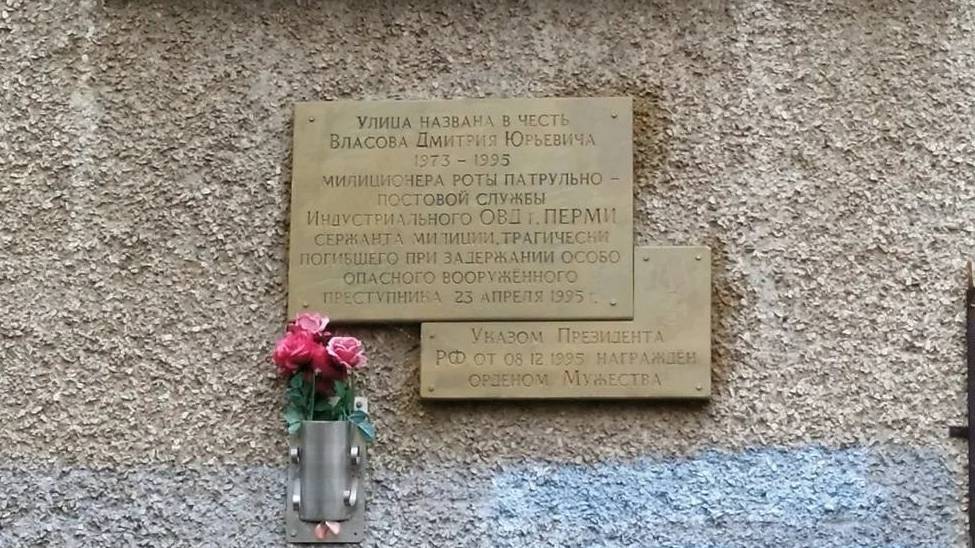 Улица названа в честь
Власова Дмитрия Юрьевича
1973 – 1995
милиционера роты патрульно –
постовой службы
Индустриального ОВД г. ПЕРМИ
сержанта милиции, трагически
погибшего при задержании особо
опасного вооружённого
преступника 23 апреля 1995 г.
Указом Президента
РФ от 08 12 1995 награждён
орденом Мужества